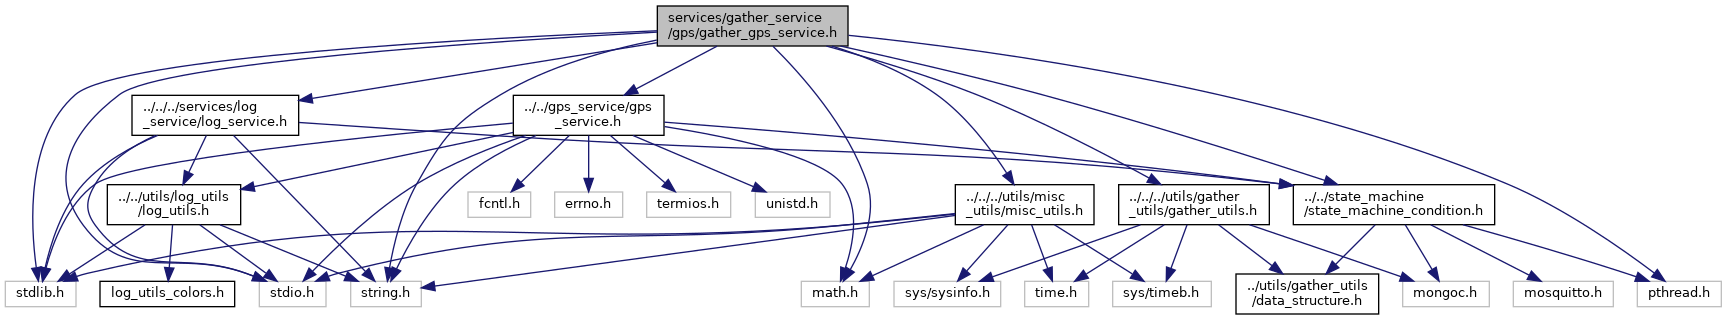 services/gather_service
/gps/gather_gps_service.h
../../../services/log
_service/log_service.h
../../gps_service/gps
_service.h
../../utils/log_utils
/log_utils.h
fcntl.h
errno.h
termios.h
unistd.h
../../../utils/misc
_utils/misc_utils.h
../../../utils/gather
_utils/gather_utils.h
../../state_machine
/state_machine_condition.h
stdlib.h
log_utils_colors.h
stdio.h
string.h
math.h
sys/sysinfo.h
time.h
sys/timeb.h
../utils/gather_utils
/data_structure.h
mongoc.h
mosquitto.h
pthread.h